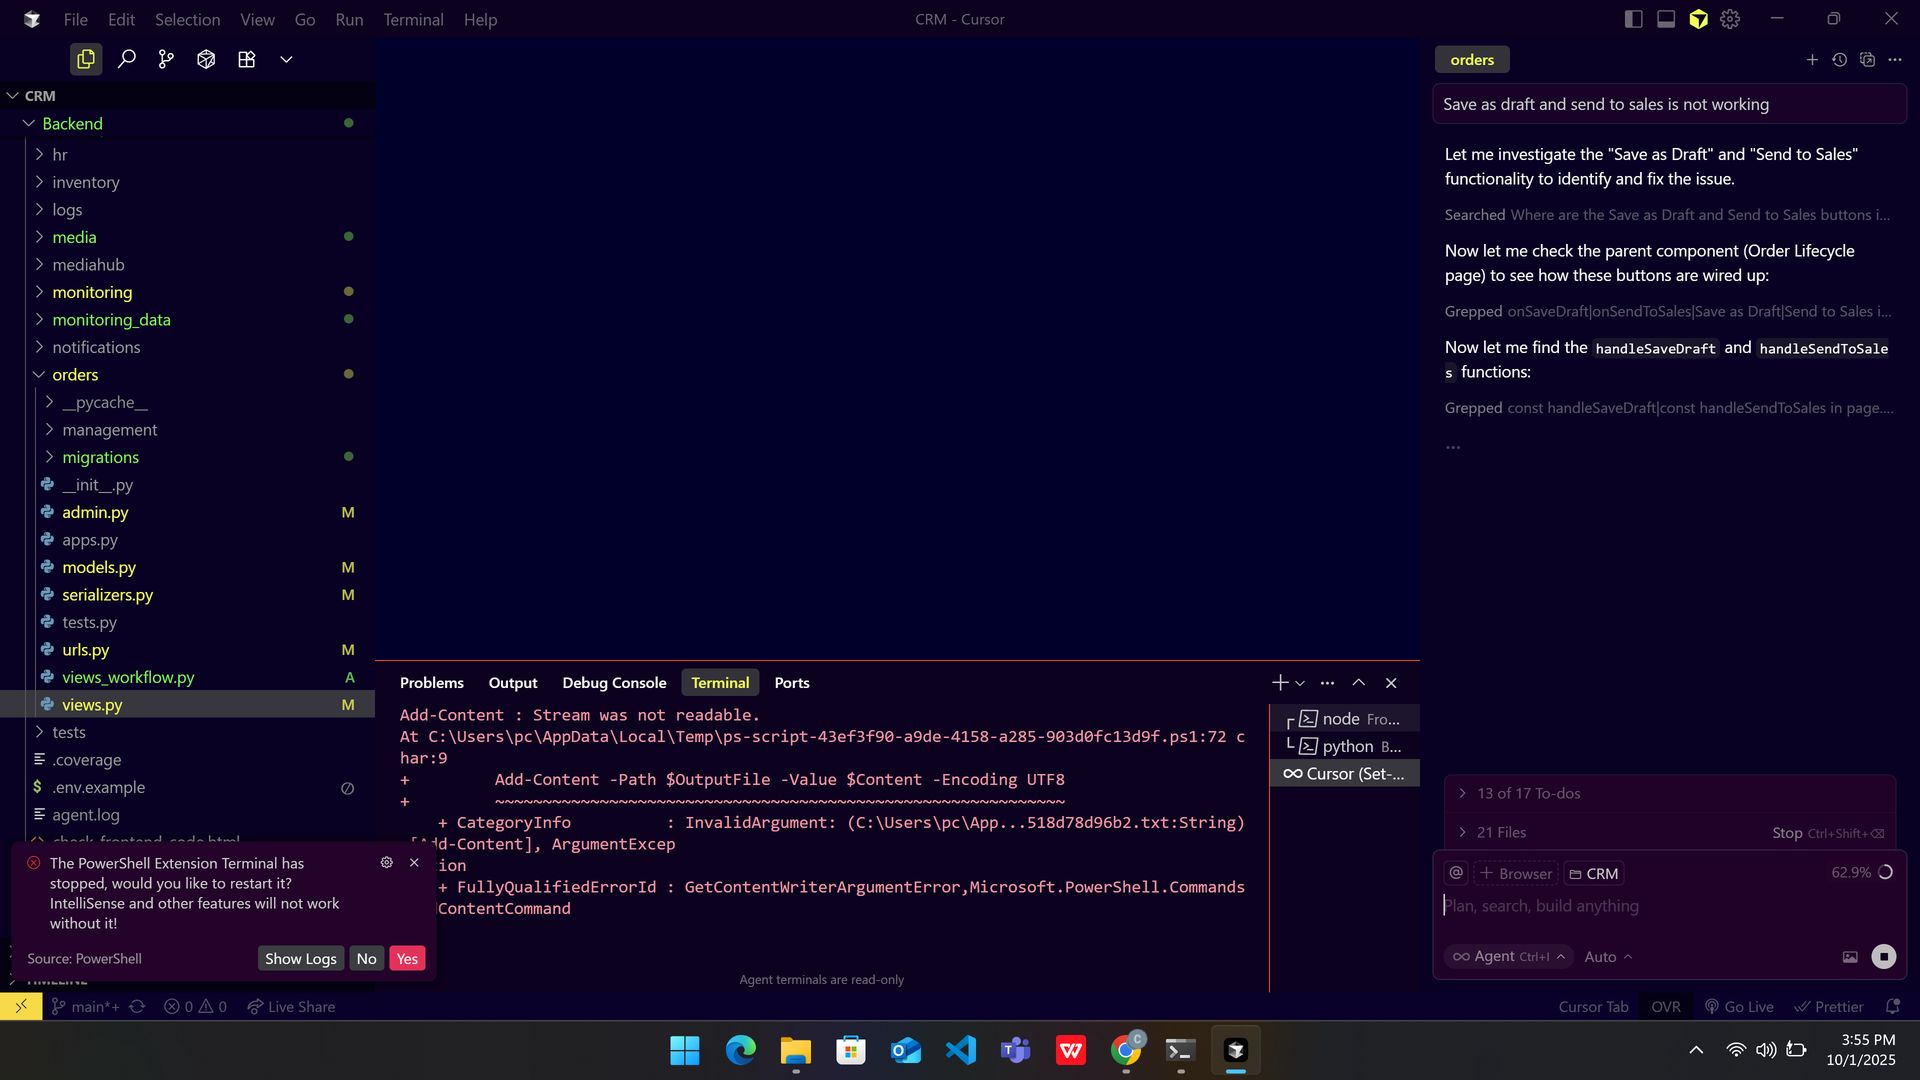 File Edit Selection View Go Run Terminal Help
CRM - Cursor
CRM
Backend
hr
inventory
logs
media
mediahub
monitoring
monitoring_data
notifications
orders
__pycache__
management
migrations
__init__.py
admin.py M
apps.py
models.py M
serializers.py M
tests.py
urls.py M
views_workflow.py A
views.py M
tests
.coverage
$ .env.example
agent.log
check_frontend_code.html
The PowerShell Extension Terminal has
stopped, would you like to restart it?
IntelliSense and other features will not work
without it!
Source: PowerShell
Show Logs No Yes
TIMELINE
Problems Output Debug Console Terminal Ports
Add-Content : Stream was not readable.
At C:\Users\pc\AppData\Local\Temp\ps-script-43ef3f90-a9de-4158-a285-903d0fc13d9f.ps1:72 c
har:9
+         Add-Content -Path $OutputFile -Value $Content -Encoding UTF8
+         ~~~~~~~~~~~~~~~~~~~~~~~~~~~~~~~~~~~~~~~~~~~~~~~~~~~~~~~~~~~~
+ CategoryInfo          : InvalidArgument: (C:\Users\pc\App...518d78d96b2.txt:String)
[Add-Content], ArgumentExcep
tion
+ FullyQualifiedErrorId : GetContentWriterArgumentError,Microsoft.PowerShell.Commands
dContentCommand
Agent terminals are read-only
node Fro...
python B...
Cursor (Set-...
orders
Save as draft and send to sales is not working
Let me investigate the "Save as Draft" and "Send to Sales"
functionality to identify and fix the issue.
Searched Where are the Save as Draft and Send to Sales buttons i...
Now let me check the parent component (Order Lifecycle
page) to see how these buttons are wired up:
Grepped onSaveDraft|onSendToSales|Save as Draft|Send to Sales i...
Now let me find the handleSaveDraft and handleSendToSale
s functions:
Grepped const handleSaveDraft|const handleSendToSales in page....
...
13 of 17 To-dos
21 Files
Stop Ctrl+Shift+⌫
@ + Browser CRM 62.9%
Plan, search, build anything
Agent Ctrl+I Auto
main*+ 0 0 Live Share
Cursor Tab OVR Go Live Prettier
C
3:55 PM
10/1/2025